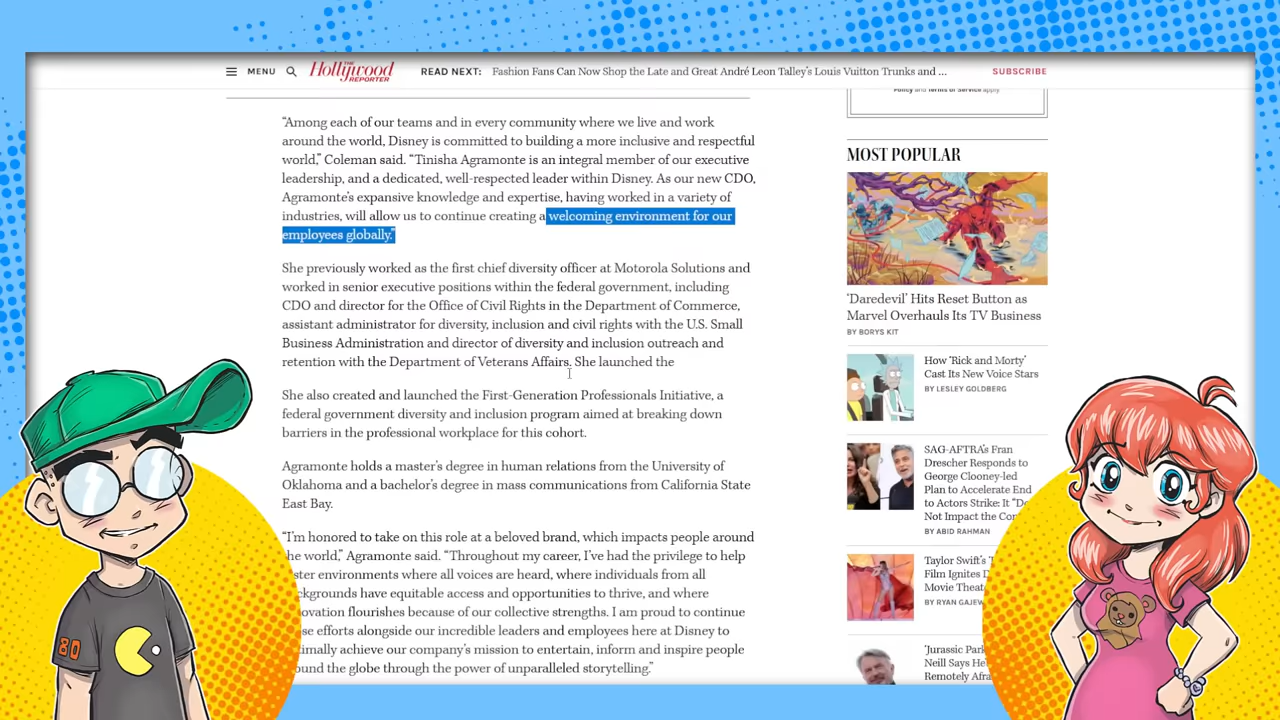 MENU
THE
Hollywood
REPORTER
READ NEXT: Fashion Fans Can Now Shop the Late and Great André Leon Talley's Louis Vuitton Trunks and ...
SUBSCRIBE
“Among each of our teams and in every community where we live and work
around the world, Disney is committed to building a more inclusive and respectful
world,” Coleman said. “Tinisha Agramonte is an integral member of our executive
leadership, and a dedicated, well-respected leader within Disney. As our new CDO,
Agramonte's expansive knowledge and expertise, having worked in a variety of
industries, will allow us to continue creating a welcoming environment for our
employees globally.”
She previously worked as the first chief diversity officer at Motorola Solutions and
worked in senior executive positions within the federal government, including
CDO and director for the Office of Civil Rights in the Department of Commerce,
assistant administrator for diversity, inclusion and civil rights with the U.S. Small
Business Administration and director of diversity and inclusion outreach and
retention with the Department of Veterans Affairs. She launched the
She also created and launched the First-Generation Professionals Initiative, a
federal government diversity and inclusion program aimed at breaking down
barriers in the professional workplace for this cohort.
Agramonte holds a master's degree in human relations from the University of
Oklahoma and a bachelor's degree in mass communications from California State
East Bay.
“I'm honored to take on this role at a beloved brand, which impacts people around
he world,” Agramonte said. “Throughout my career, I've had the privilege to help
ster environments where all voices are heard, where individuals from all
ckgrounds have equitable access and opportunities to thrive, and where
ovation flourishes because of our collective strengths. I am proud to continue
se efforts alongside our incredible leaders and employees here at Disney to
imally achieve our company's mission to entertain, inform and inspire people
ound the globe through the power of unparalleled storytelling.”
Policy and Terms of Service apply.
MOST POPULAR
'Daredevil' Hits Reset Button as
Marvel Overhauls Its TV Business
BY BORYS KIT
How 'Rick and Morty'
Cast Its New Voice Stars
BY LESLEY GOLDBERG
SAG-AFTRA's Fran
Drescher Responds to
George Clooney-led
Plan to Accelerate End
to Actors Strike: It “Do
Not Impact the Con
BY ABID RAHMAN
Taylor Swift's 'T
Film Ignites D
Movie Theat
BY RYAN GAJEW
'Jurassic Park
Neill Says He
Remotely Afra
80